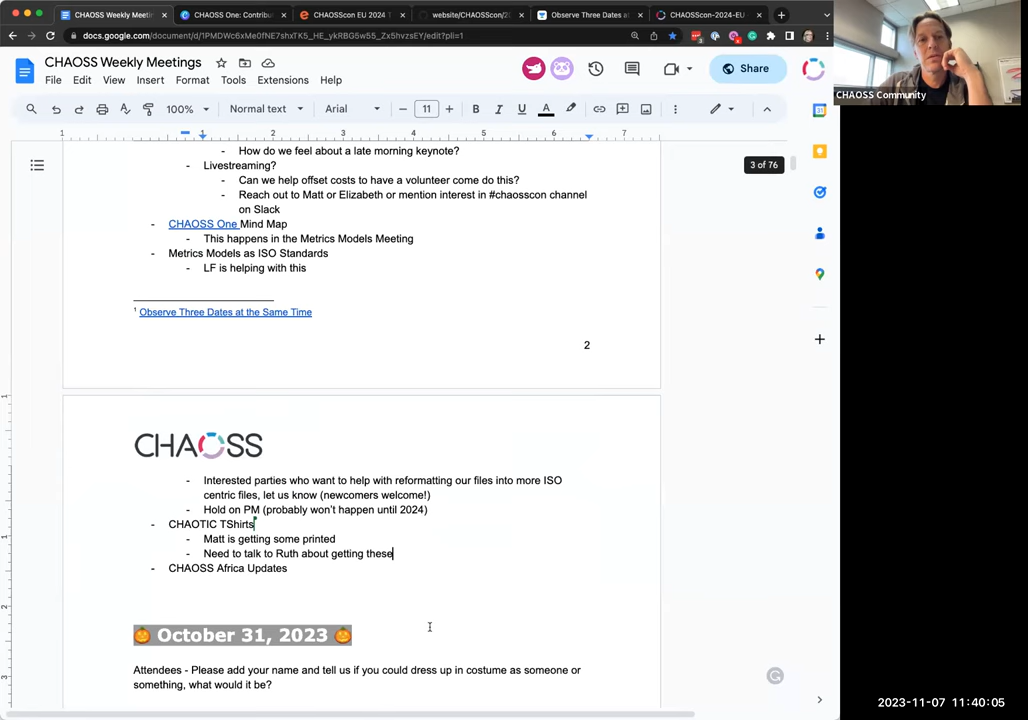 CHAOSS Weekly Meetin
CHAOSS One: Contribu
CHAOSScon EU 2024
website/CHAOSScon/2
Observe Three Dates a
CHAOSScon-2024-EU
docs.google.com/document/d/1PMDWc6xMe0fNE7shxTK5_HE_ykRBG5w55_Zx5hvzsEY/edit?pli=1
CHAOSS Weekly Meetings
File Edit View Insert Format Tools Extensions Help
Share
100% Normal text Arial 11 B I U A
CHAOSS Community
1 1 2 3 4 5 6 7
3 of 76
- How do we feel about a late morning keynote?
- Livestreaming?
- Can we help offset costs to have a volunteer come do this?
- Reach out to Matt or Elizabeth or mention interest in #chaosscon channel
on Slack
- CHAOSS One Mind Map
- This happens in the Metrics Models Meeting
- Metrics Models as ISO Standards
- LF is helping with this
1 Observe Three Dates at the Same Time
2
CHAOSS
- Interested parties who want to help with reformatting our files into more ISO
centric files, let us know (newcomers welcome!)
- Hold on PM (probably won't happen until 2024)
- CHAOTIC TShirts
- Matt is getting some printed
- Need to talk to Ruth about getting these
- CHAOSS Africa Updates
🎃 October 31, 2023 🎃
Attendees - Please add your name and tell us if you could dress up in costume as someone or
something, what would it be?
2023-11-07 11:40:05